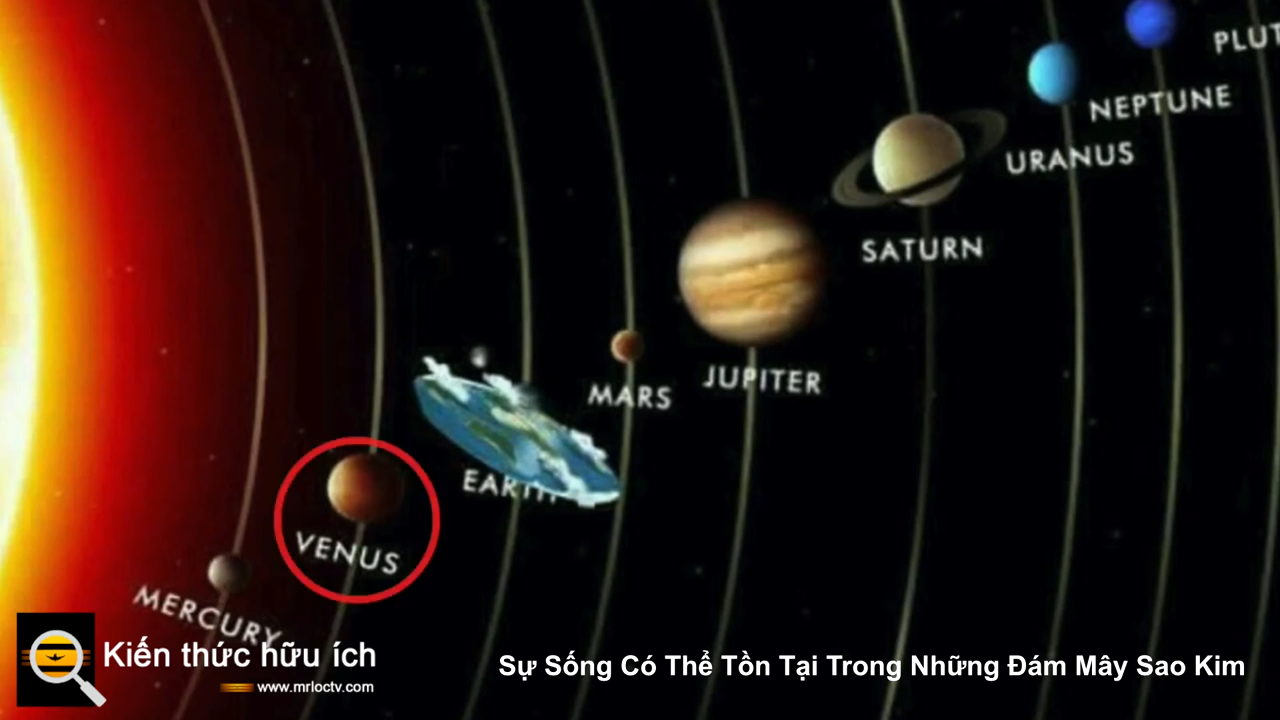 PLUT
NEPTUNE
URANUS
SATURN
JUPITER
MARS
EARTH
VENUS
MERCURY
Kiến thức hữu ích
www.mrloctv.com
Sự Sống Có Thể Tồn Tại Trong Những Đám Mây Sao Kim